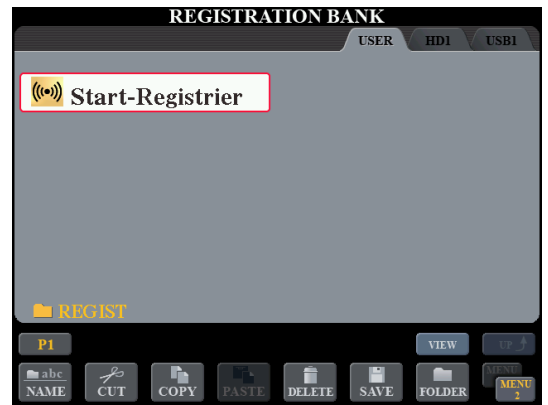 REGISTRATION BANK
USER HD1 USB1
Start-Registrier
REGIST
P1 VIEW UP
abc MENU
NAME CUT COPY PASTE DELETE SAVE FOLDER MENU
2